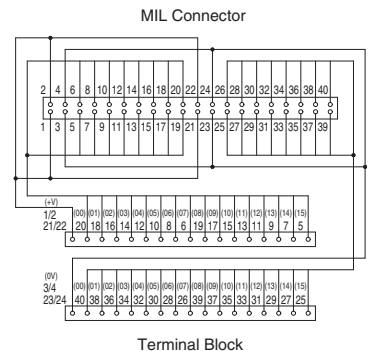 MIL Connector
2 4 6 8 10 12 14 16 18 20 22 24 26 28 30 32 34 36 38 40
1 3 5 7 9 11 13 15 17 19 21 23 25 27 29 31 33 35 37 39
(+V)
1/2 (00) (01) (02) (03) (04) (05) (06) (07) (08) (09) (10) (11) (12) (13) (14) (15)
21/22 20 18 16 14 12 10 8 6 19 17 15 13 11 9 7 5
(0V)
3/4 (00) (01) (02) (03) (04) (05) (06) (07) (08) (19) (10) (11) (12) (13) (14) (15)
23/24 40 38 36 34 32 30 28 26 39 37 35 33 31 29 27 25
Terminal Block